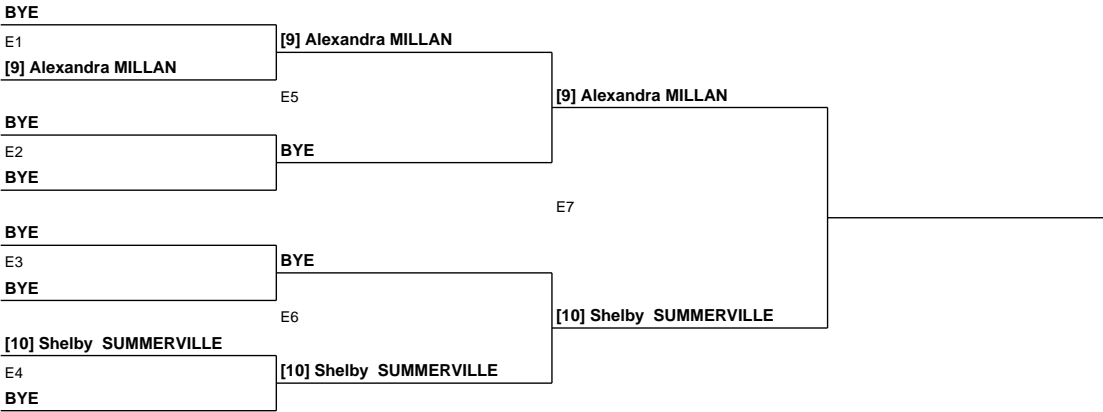 BYE
E1
[9] Alexandra MILLAN
[9] Alexandra MILLAN
E5
[9] Alexandra MILLAN
BYE
E2
BYE
BYE
E7
BYE
E3
BYE
BYE
E6
[10] Shelby  SUMMERVILLE
[10] Shelby  SUMMERVILLE
E4
[10] Shelby  SUMMERVILLE
BYE